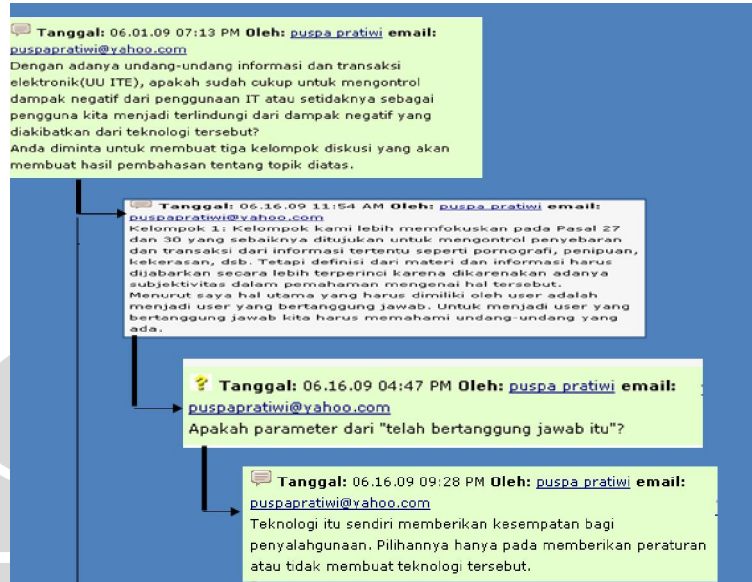 Tanggal: 06.01.09 07:13 PM Oleh: puspa pratiwi email:
puspapratiwi@yahoo.com
Dengan adanya undang-undang informasi dan transaksi
elektronik(UU ITE), apakah sudah cukup untuk mengontrol
dampak negatif dari penggunaan IT atau setidaknya sebagai
pengguna kita menjadi terlindungi dari dampak negatif yang
diakibatkan dari teknologi tersebut?
Anda diminta untuk membuat tiga kelompok diskusi yang akan
membuat hasil pembahasan tentang topik diatas.
Tanggal: 06.16.09 11:54 AM Oleh: puspa pratiwi email:
puspapratiwi@yahoo.com
Kelompok 1: Kelompok kami lebih memfokuskan pada Pasal 27
dan 30 yang sebaiknya ditujukan untuk mengontrol penyebaran
dan transaksi dari informasi tertentu seperti pornografi, penipuan,
kekerasan, dsb. Tetapi definisi dari materi dan informasi harus
dijabarkan secara lebih terperinci karena dikarenakan adanya
subjektivitas dalam pemahaman mengenai hal tersebut.
Menurut saya hal utama yang harus dimiliki oleh user adalah
menjadi user yang bertanggung jawab. Untuk menjadi user yang
bertanggung jawab kita harus memahami undang-undang yang
ada.
Tanggal: 06.16.09 04:47 PM Oleh: puspa pratiwi email:
puspapratiwi@yahoo.com
Apakah parameter dari "telah bertanggung jawab itu"?
Tanggal: 06.16.09 09:28 PM Oleh: puspa pratiwi email:
puspapratiwi@yahoo.com
Teknologi itu sendiri memberikan kesempatan bagi
penyalahgunaan. Pilihannya hanya pada memberikan peraturan
atau tidak membuat teknologi tersebut.